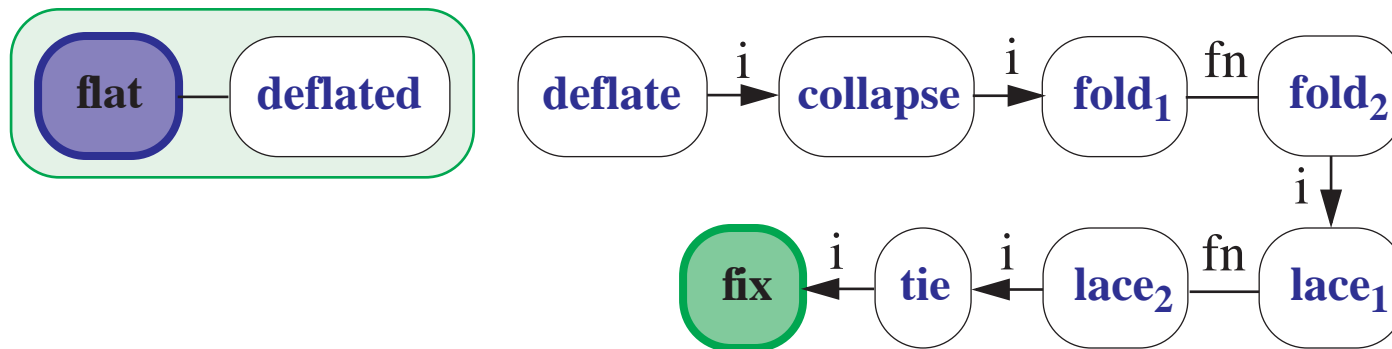 flat deflated deflate i collapse i fold₁ fn fold₂
i
fix i tie i lace₂ fn lace₁